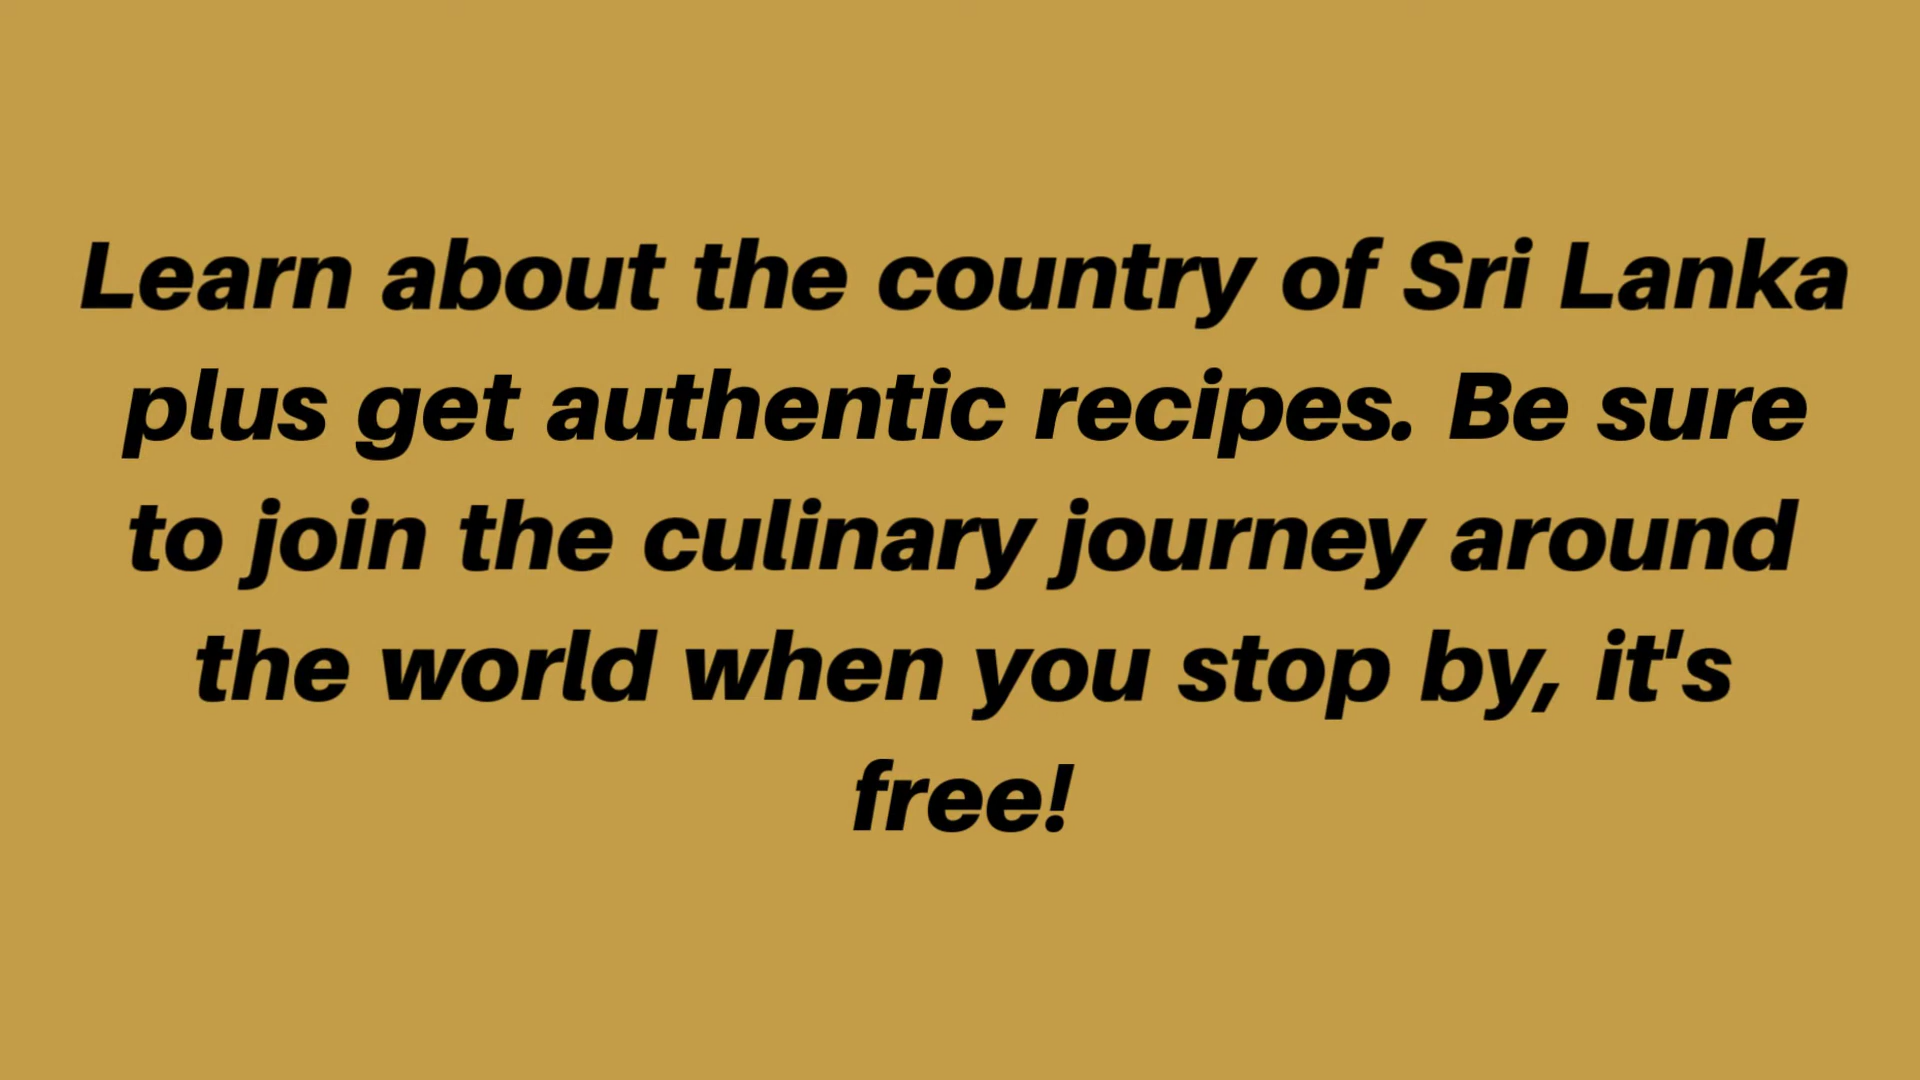 Learn about the country of Sri Lanka
plus get authentic recipes. Be sure
to join the culinary journey around
the world when you stop by, it's
free!